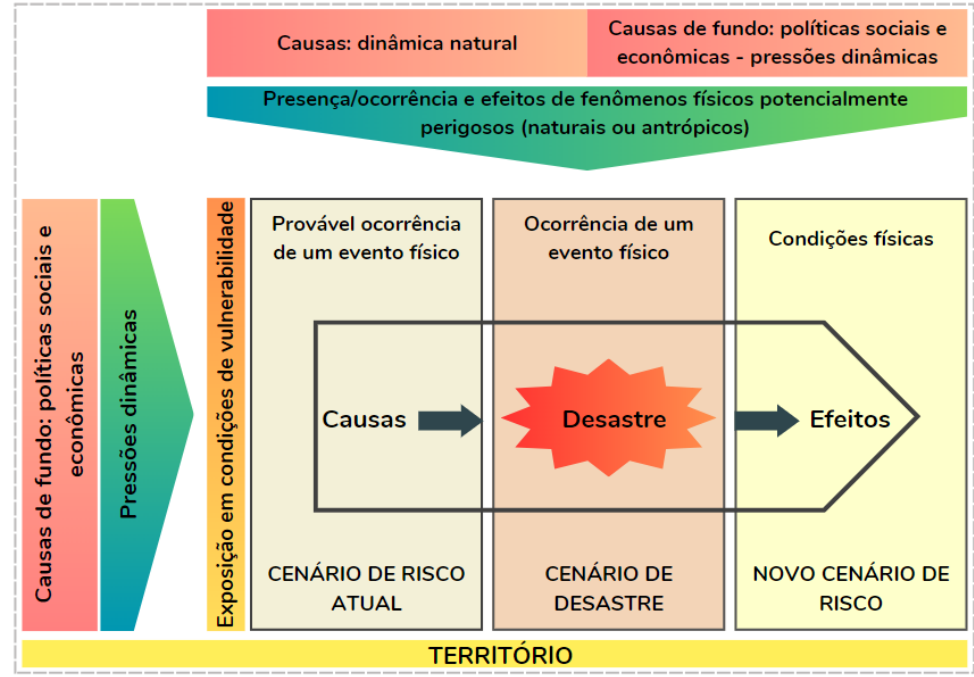 Causas: dinâmica natural
Causas de fundo: políticas sociais e
econômicas - pressões dinâmicas
Presença/ocorrência e efeitos de fenômenos físicos potencialmente
perigosos (naturais ou antrópicos)
Causas de fundo: políticas sociais e
econômicas
Pressões dinâmicas
Exposição em condições de vulnerabilidade
Provável ocorrência
de um evento físico
Causas
CENÁRIO DE RISCO
ATUAL
Ocorrência de um
evento físico
Desastre
CENÁRIO DE
DESASTRE
Condições físicas
Efeitos
NOVO CENÁRIO DE
RISCO
TERRITÓRIO